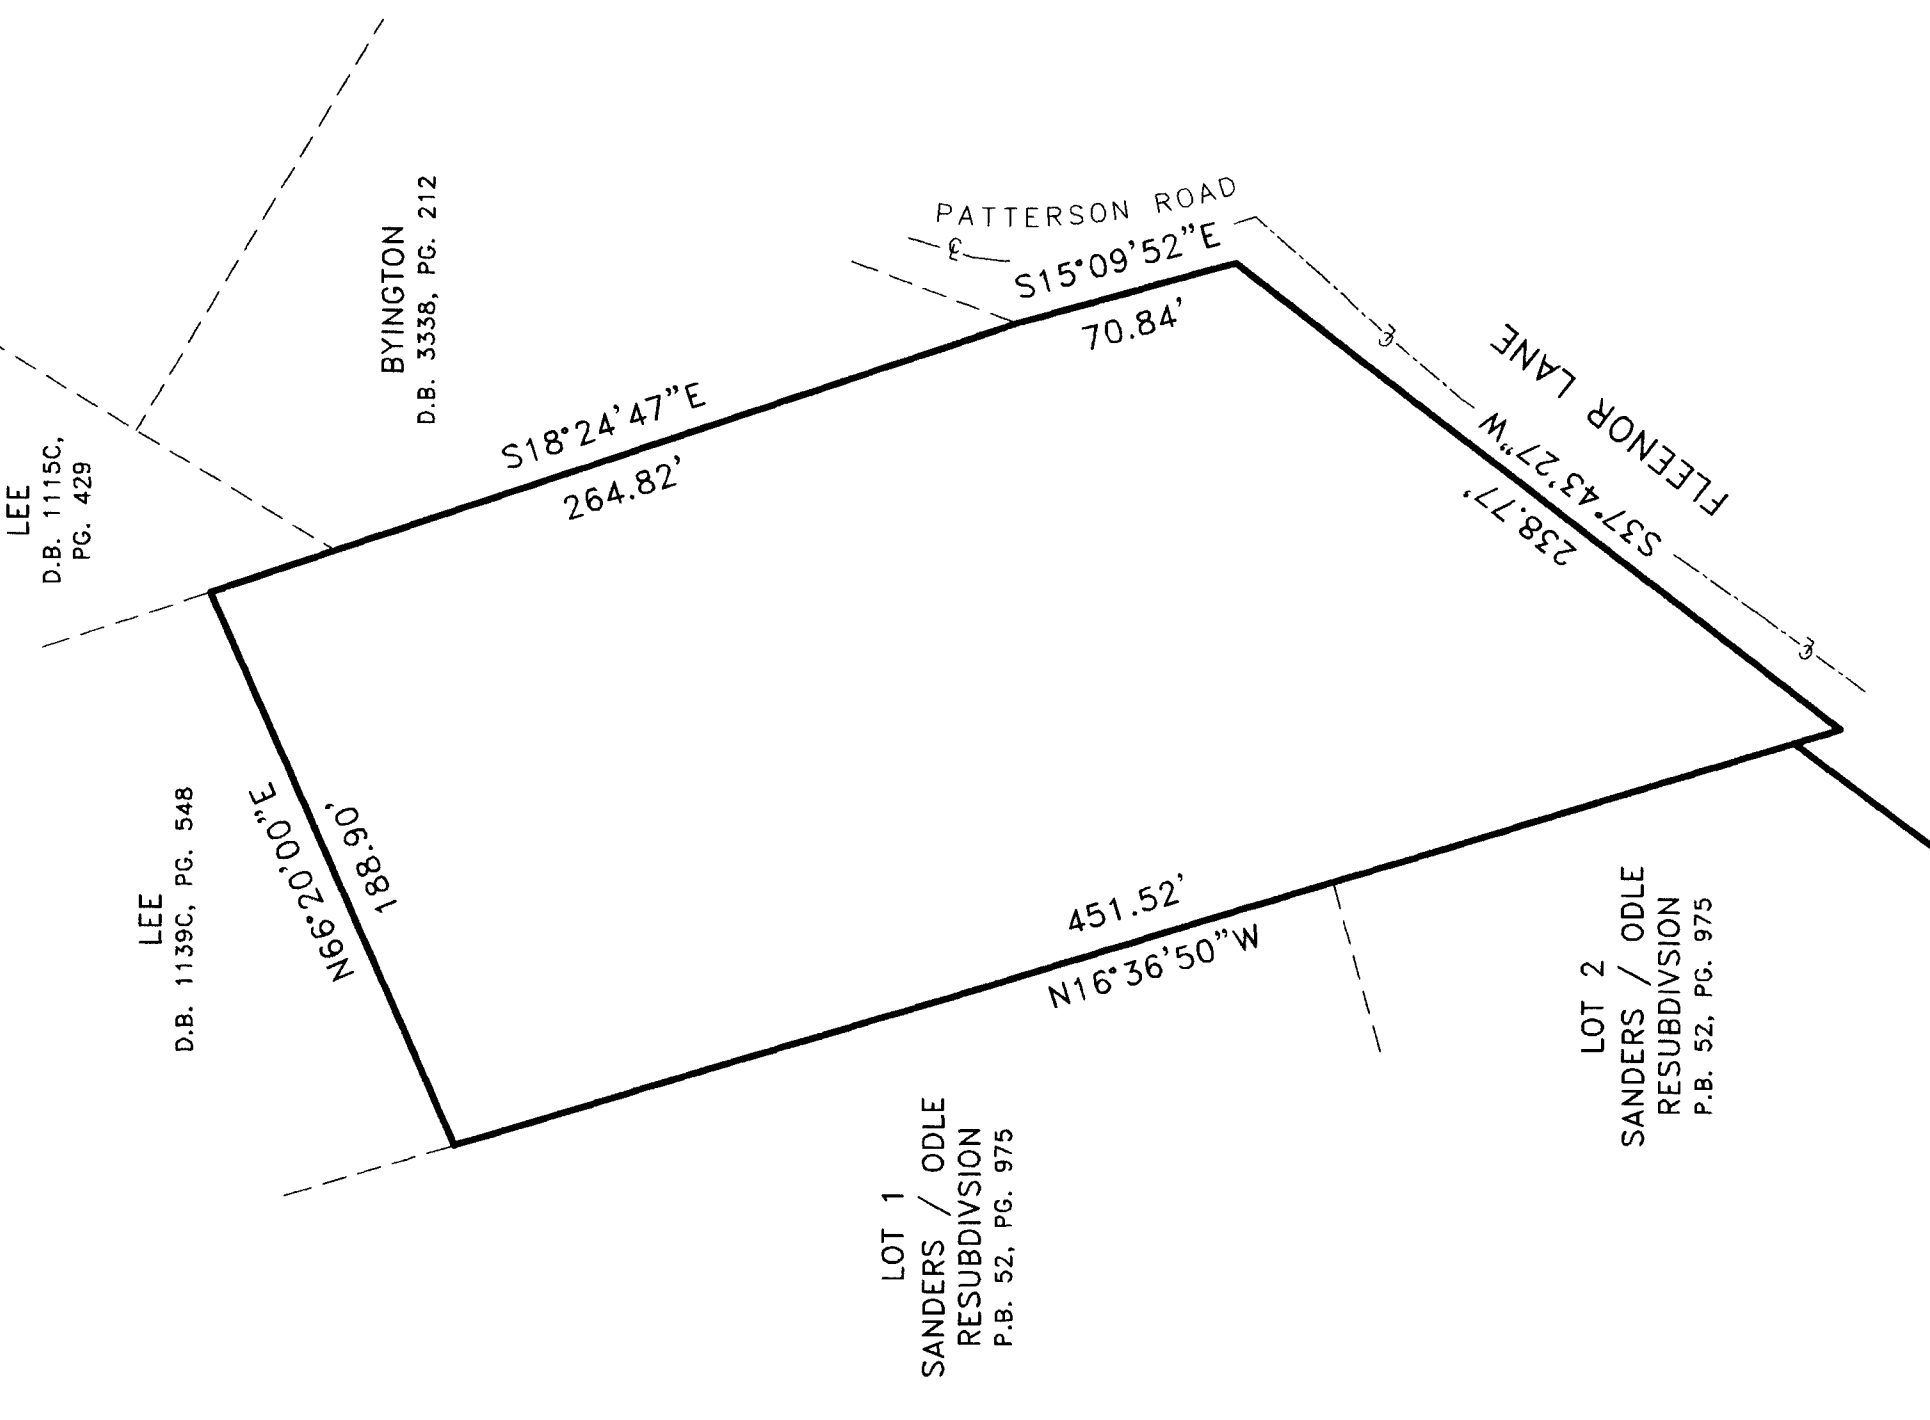 LEE
D.B. 1115C,
PG. 429
BYINGTON
D.B. 3338, PG. 212
PATTERSON ROAD
℄
S15°09'52"E
70.84'
S18°24'47"E
264.82'
℄
FLEENOR LANE
S37°43'27"W
238.77'
℄
LEE
D.B. 1139C, PG. 548
N66°20'00"E
188.90'
451.52'
N16°36'50"W
LOT 1
SANDERS / ODLE
RESUBDIVSION
P.B. 52, PG. 975
LOT 2
SANDERS / ODLE
RESUBDIVSION
P.B. 52, PG. 975